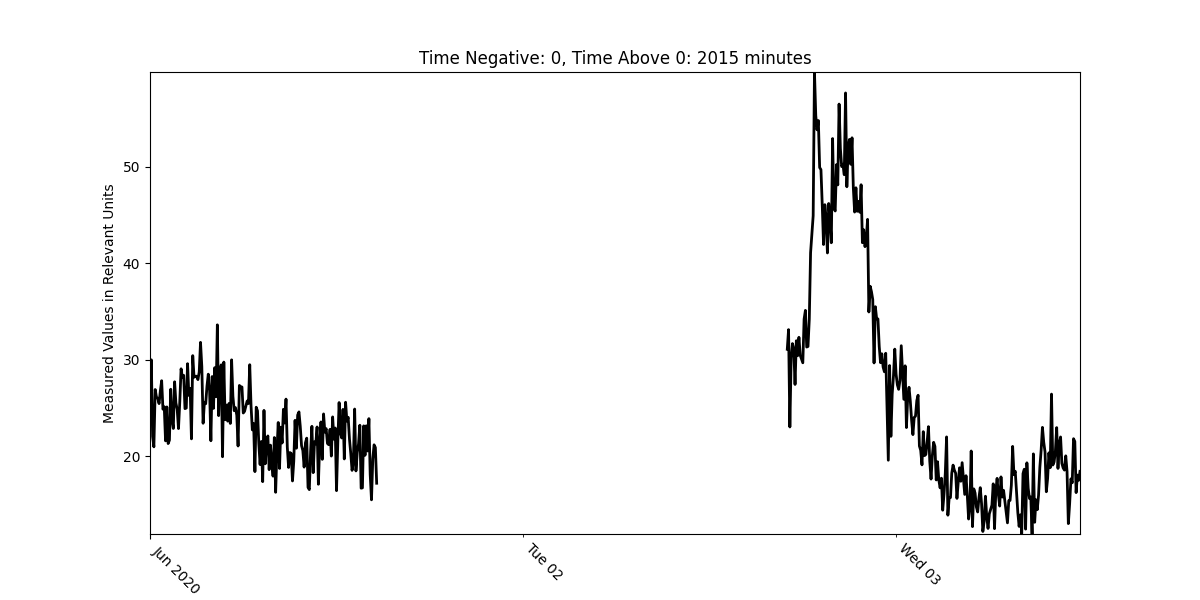 Time Negative: 0, Time Above 0: 2015 minutes
Measured Values in Relevant Units
50
40
30
20
Jun 2020
Tue 02
Wed 03